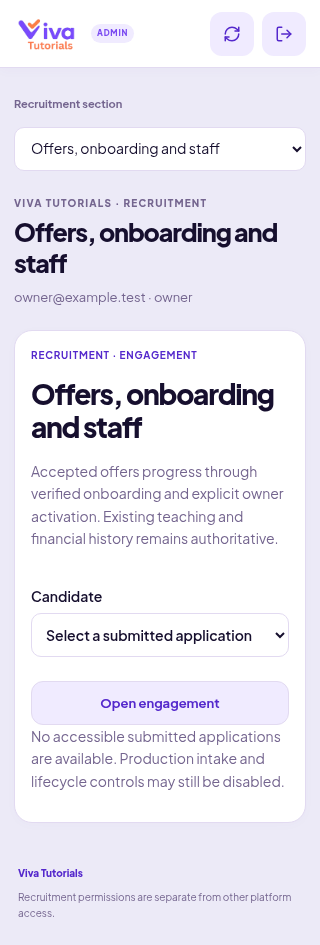 Viva
Tutorials
ADMIN
Recruitment section
Offers, onboarding and staff
VIVA TUTORIALS · RECRUITMENT
Offers, onboarding and
staff
owner@example.test · owner
RECRUITMENT · ENGAGEMENT
Offers, onboarding
and staff
Accepted offers progress through
verified onboarding and explicit owner
activation. Existing teaching and
financial history remains authoritative.
Candidate
Select a submitted application
Open engagement
No accessible submitted applications
are available. Production intake and
lifecycle controls may still be disabled.
Viva Tutorials
Recruitment permissions are separate from other platform
access.